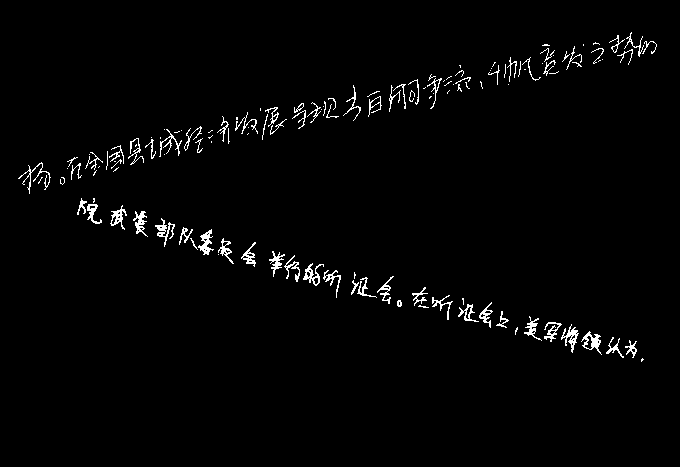 扬。在全国县域经济发展呈现出百舸争流、千帆竞发之势的
院武装部队委员会举行的听证会。在听证会上,美军将领认为,